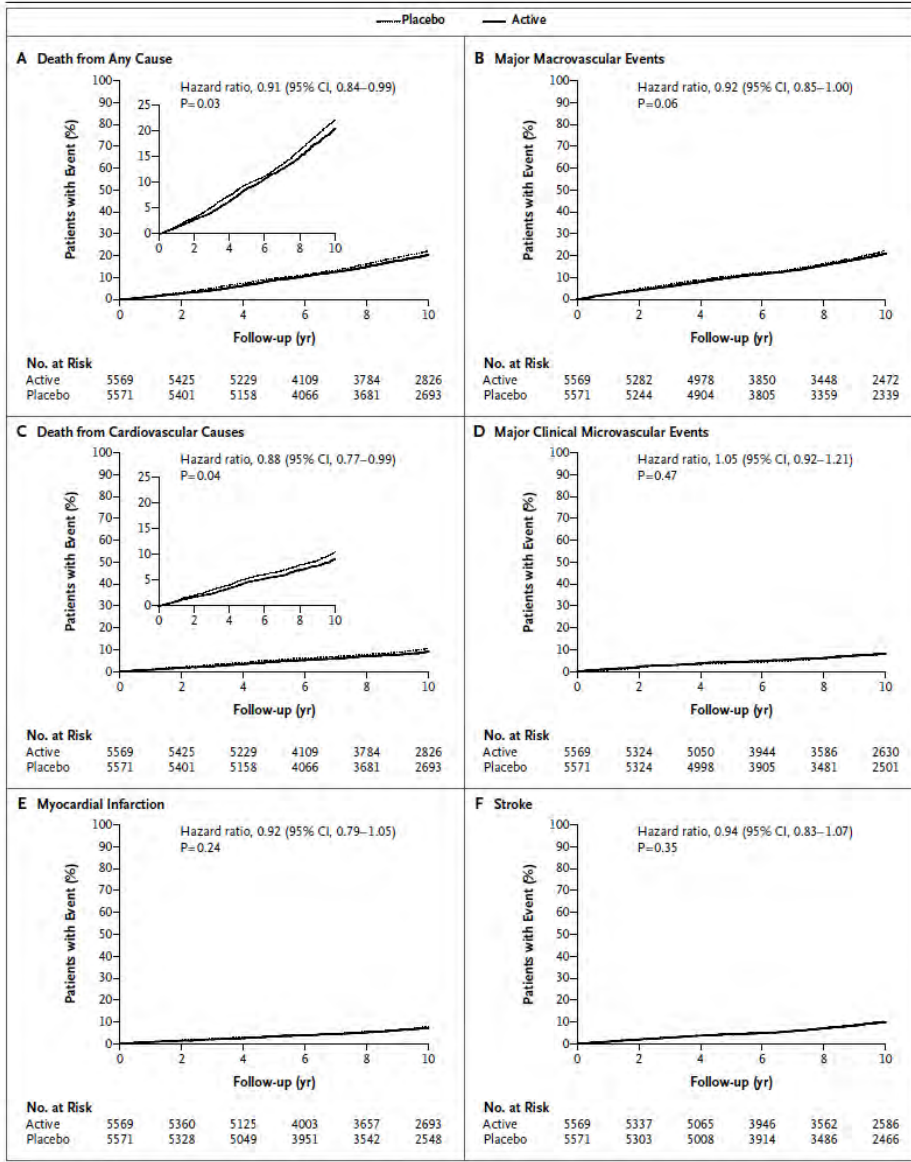 Placebo Active
A Death from Any Cause
Hazard ratio, 0.91 (95% CI, 0.84–0.99)
P=0.03
Patients with Event (%)
100
90
80
70
60
50
40
30
20
10
0
25
20
15
10
5
0
0 2 4 6 8 10
0 2 4 6 8 10
Follow-up (yr)
No. at Risk
Active 5569 5425 5229 4109 3784 2826
Placebo 5571 5401 5158 4066 3681 2693
B Major Macrovascular Events
Hazard ratio, 0.92 (95% CI, 0.85–1.00)
P=0.06
Patients with Event (%)
100
90
80
70
60
50
40
30
20
10
0
0 2 4 6 8 10
Follow-up (yr)
No. at Risk
Active 5569 5282 4978 3850 3448 2472
Placebo 5571 5244 4904 3805 3359 2339
C Death from Cardiovascular Causes
Hazard ratio, 0.88 (95% CI, 0.77–0.99)
P=0.04
Patients with Event (%)
100
90
80
70
60
50
40
30
20
10
0
25
20
15
10
5
0
0 2 4 6 8 10
0 2 4 6 8 10
Follow-up (yr)
No. at Risk
Active 5569 5425 5229 4109 3784 2826
Placebo 5571 5401 5158 4066 3681 2693
D Major Clinical Microvascular Events
Hazard ratio, 1.05 (95% CI, 0.92–1.21)
P=0.47
Patients with Event (%)
100
90
80
70
60
50
40
30
20
10
0
0 2 4 6 8 10
Follow-up (yr)
No. at Risk
Active 5569 5324 5050 3944 3586 2630
Placebo 5571 5324 4998 3905 3481 2501
E Myocardial Infarction
Hazard ratio, 0.92 (95% CI, 0.79–1.05)
P=0.24
Patients with Event (%)
100
90
80
70
60
50
40
30
20
10
0
0 2 4 6 8 10
Follow-up (yr)
No. at Risk
Active 5569 5360 5125 4003 3657 2693
Placebo 5571 5328 5049 3951 3542 2548
F Stroke
Hazard ratio, 0.94 (95% CI, 0.83–1.07)
P=0.35
Patients with Event (%)
100
90
80
70
60
50
40
30
20
10
0
0 2 4 6 8 10
Follow-up (yr)
No. at Risk
Active 5569 5337 5065 3946 3562 2586
Placebo 5571 5303 5008 3914 3486 2466